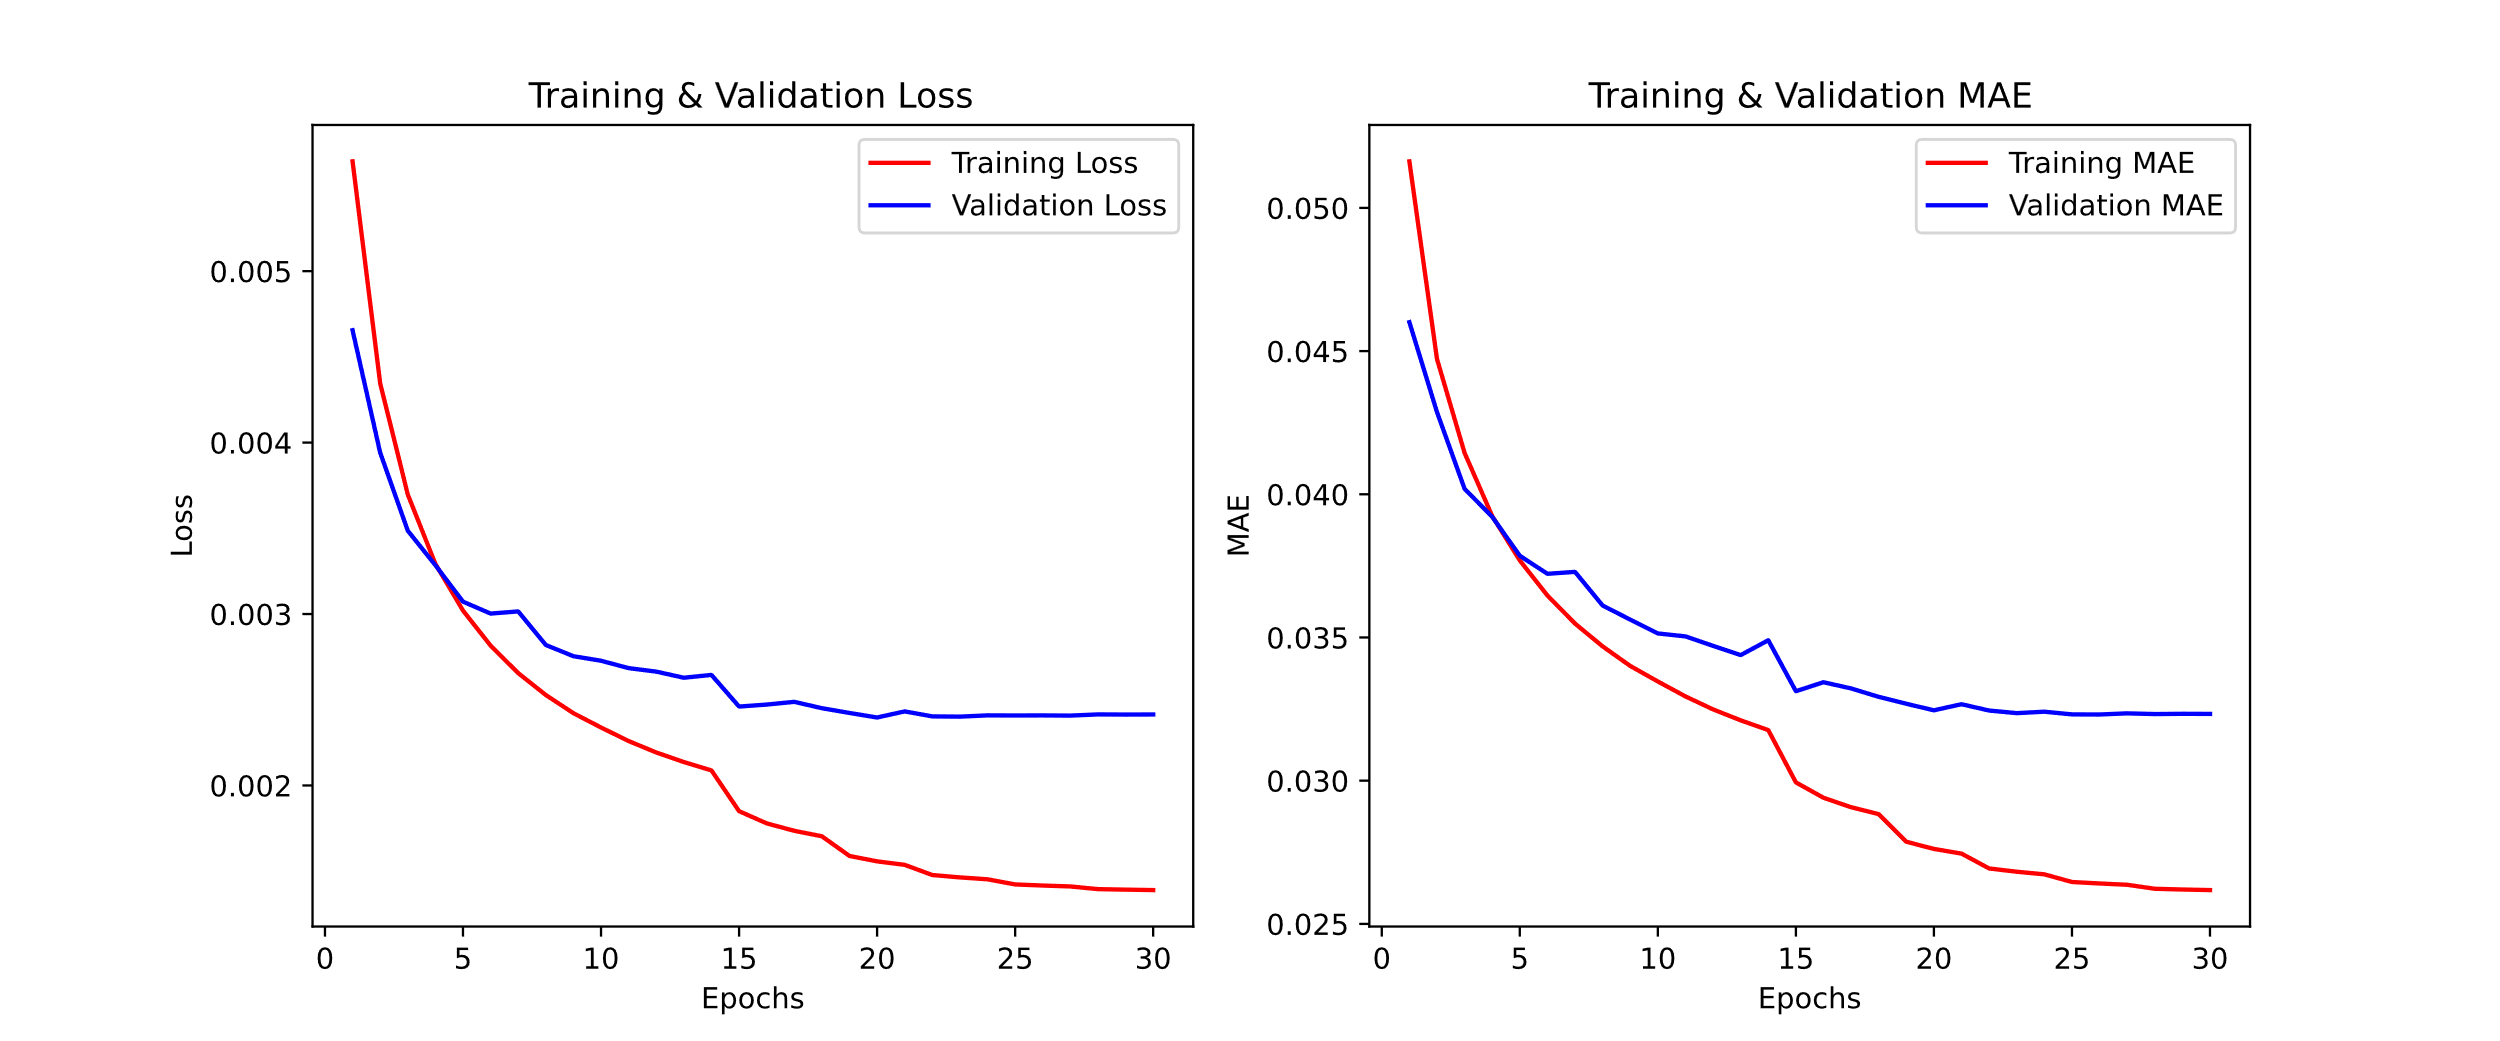 Training & Validation Loss
Training Loss
Validation Loss
0.005
0.004
0.003
0.002
Loss
0 5 10 15 20 25 30
Epochs
Training & Validation MAE
Training MAE
Validation MAE
0.050
0.045
0.040
0.035
0.030
0.025
MAE
0 5 10 15 20 25 30
Epochs